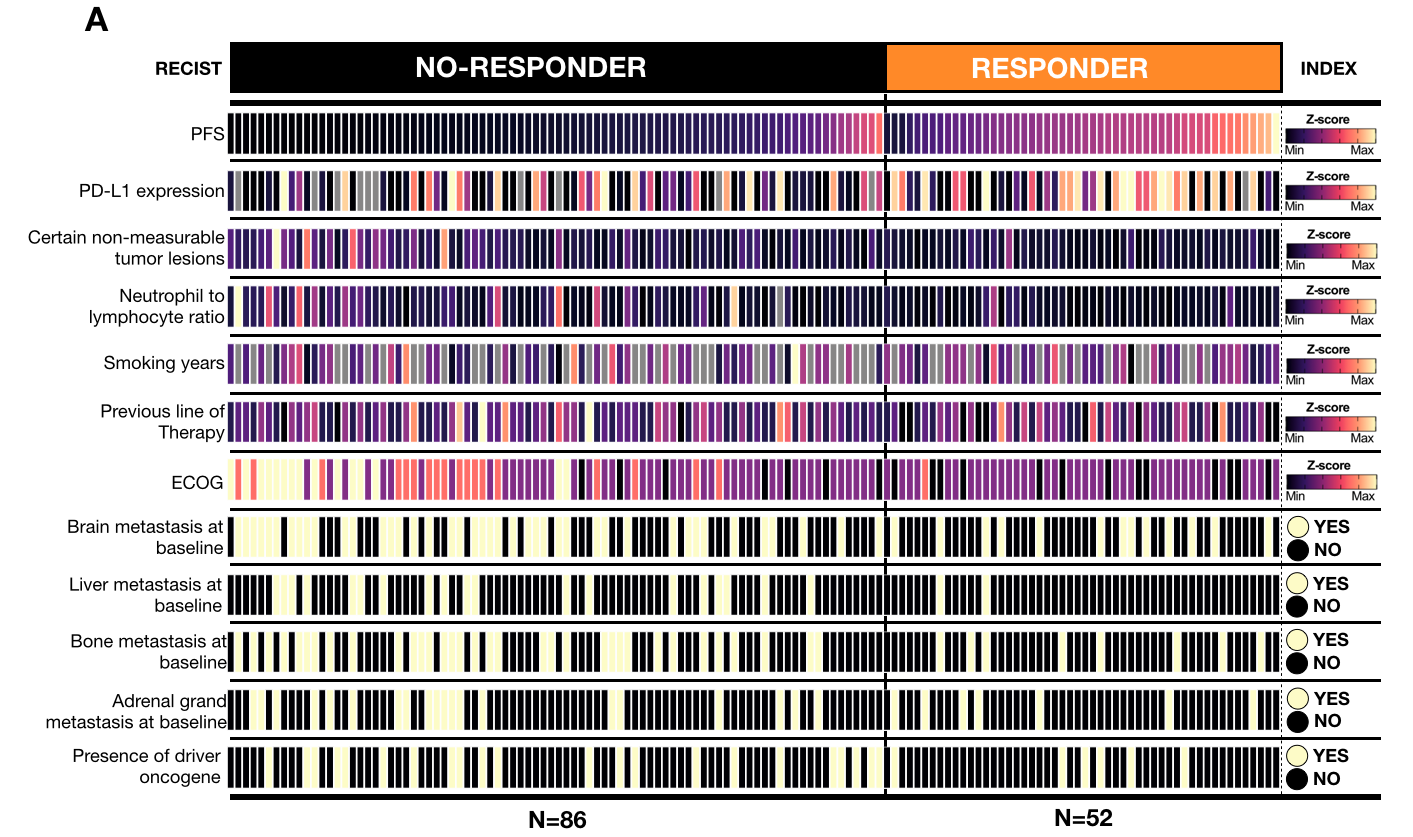 A
RECIST
NO-RESPONDER
RESPONDER
INDEX
PFS
Z-score
Min Max
PD-L1 expression
Z-score
Min Max
Certain non-measurable
tumor lesions
Z-score
Min Max
Neutrophil to
lymphocyte ratio
Z-score
Min Max
Smoking years
Z-score
Min Max
Previous line of
Therapy
Z-score
Min Max
ECOG
Z-score
Min Max
Brain metastasis at
baseline
YES
NO
Liver metastasis at
baseline
YES
NO
Bone metastasis at
baseline
YES
NO
Adrenal grand
metastasis at baseline
YES
NO
Presence of driver
oncogene
YES
NO
N=86
N=52